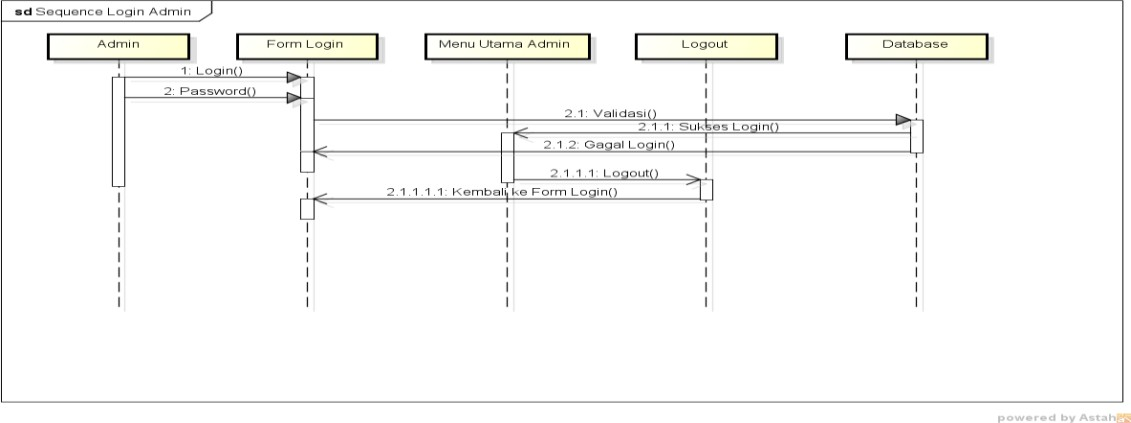 sd Sequence Login Admin
Admin
Form Login
Menu Utama Admin
Logout
Database
1: Login()
2: Password()
2.1: Validasi()
2.1.1: Sukses Login()
2.1.2: Gagal Login()
2.1.1.1: Logout()
2.1.1.1.1: Kembali ke Form Login()
powered by Astah